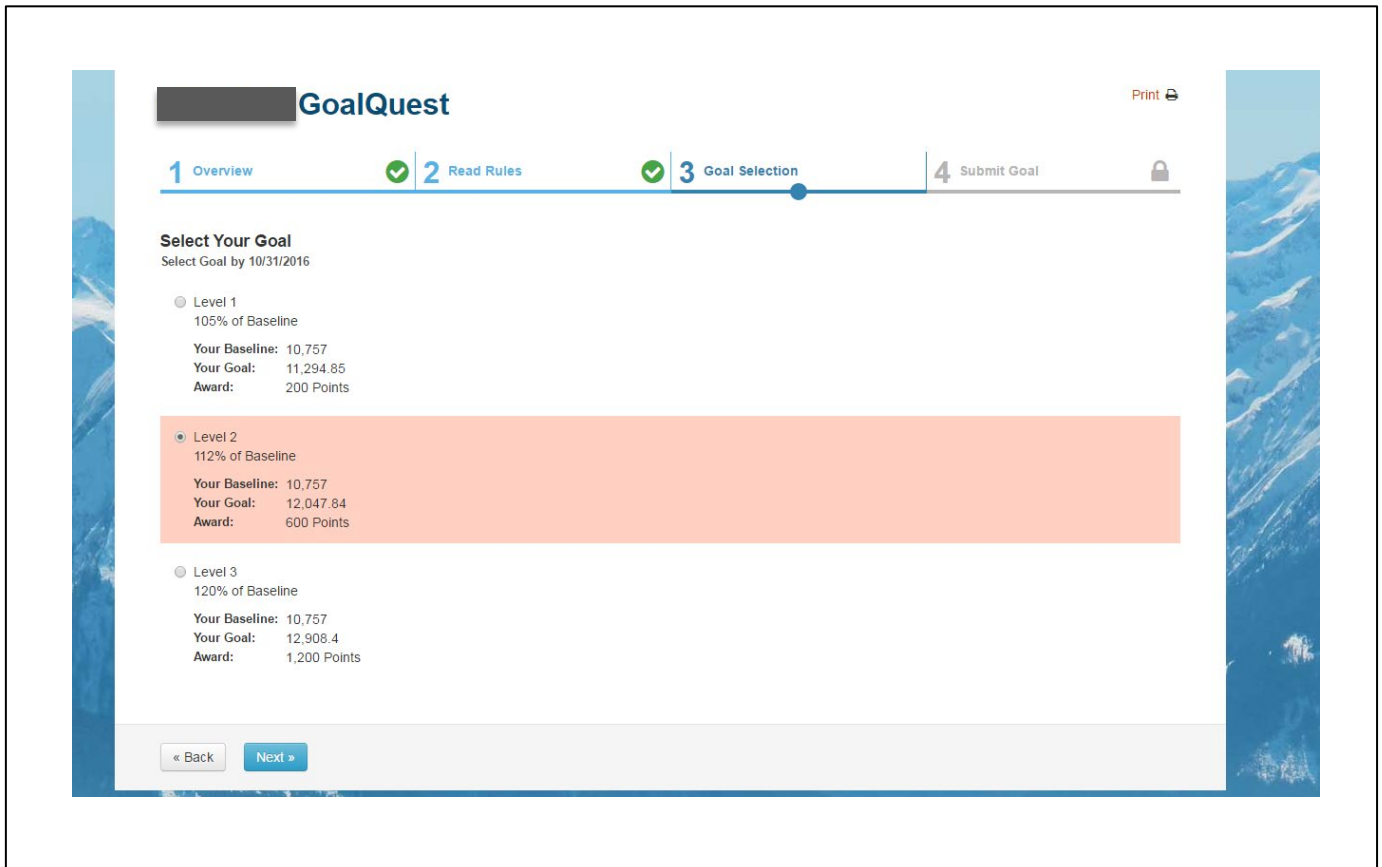 GoalQuest
Print
1 Overview 2 Read Rules 3 Goal Selection 4 Submit Goal
Select Your Goal
Select Goal by 10/31/2016
Level 1
105% of Baseline
Your Baseline: 10,757
Your Goal: 11,294.85
Award: 200 Points
Level 2
112% of Baseline
Your Baseline: 10,757
Your Goal: 12,047.84
Award: 600 Points
Level 3
120% of Baseline
Your Baseline: 10,757
Your Goal: 12,908.4
Award: 1,200 Points
« Back Next »